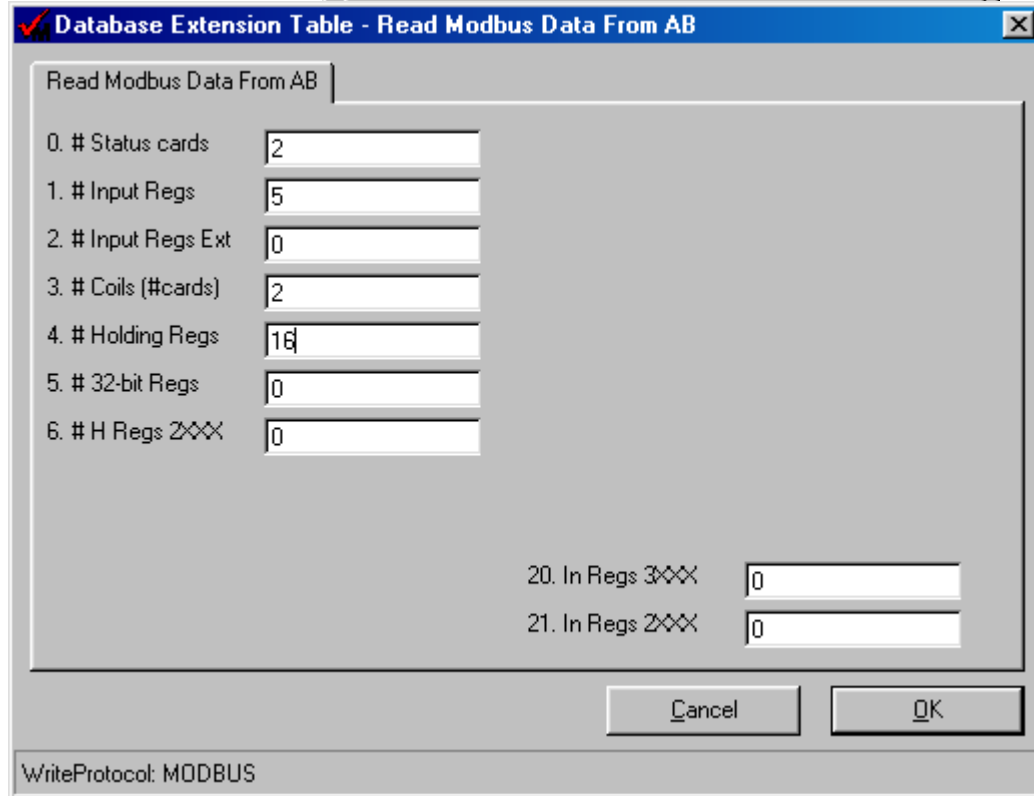 Database Extension Table - Read Modbus Data From AB
Read Modbus Data From AB
0. # Status cards 2
1. # Input Regs 5
2. # Input Regs Ext 0
3. # Coils (#cards) 2
4. # Holding Regs 16
5. # 32-bit Regs 0
6. # H Regs 2XXX 0
20. In Regs 3XXX 0
21. In Regs 2XXX 0
Cancel OK
WriteProtocol: MODBUS